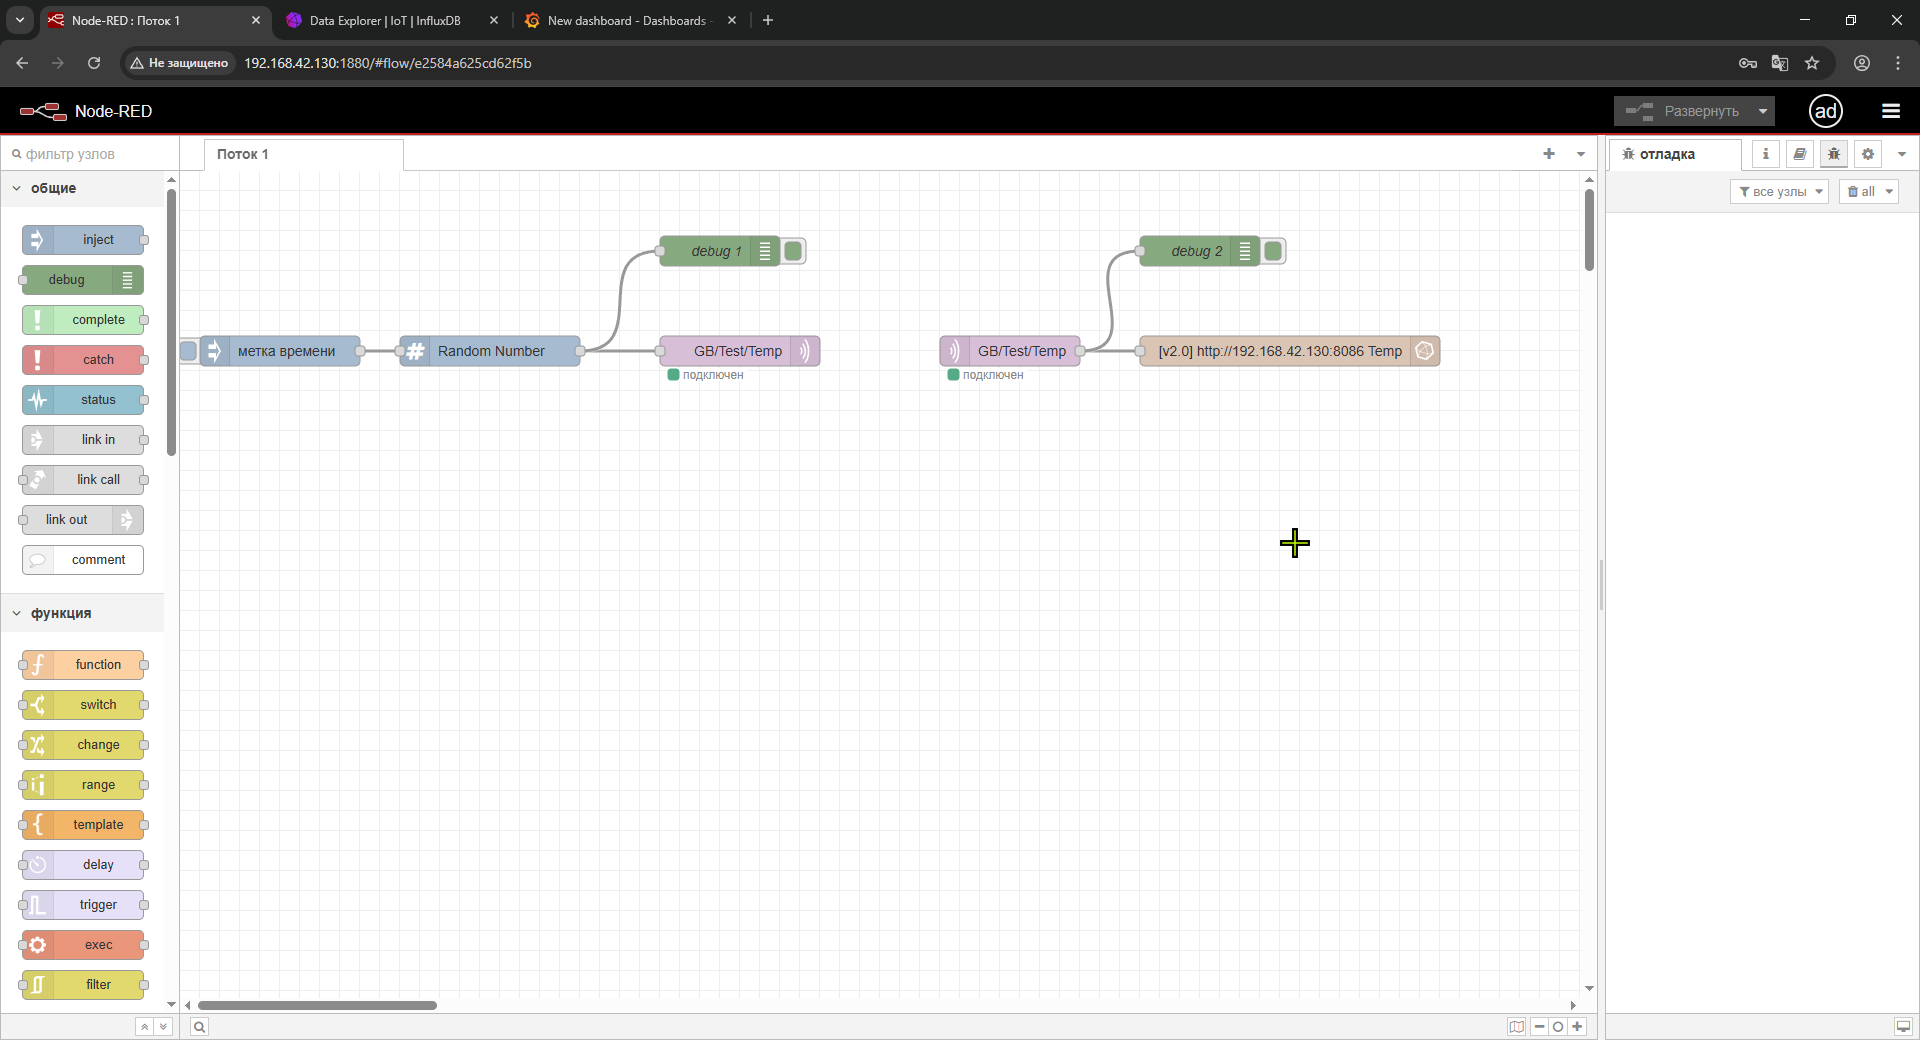 Node-RED : Поток 1
Data Explorer | IoT | InfluxDB
New dashboard - Dashboards -
Не защищено
192.168.42.130:1880/#flow/e2584a625cd62f5b
Node-RED
Развернуть
ad
фильтр узлов
Поток 1
отладка
все узлы
all
общие
inject
debug
complete
catch
status
link in
link call
link out
comment
функция
function
switch
change
range
template
delay
trigger
exec
filter
debug 1
debug 2
метка времени
Random Number
GB/Test/Temp
подключен
GB/Test/Temp
подключен
[v2.0] http://192.168.42.130:8086 Temp